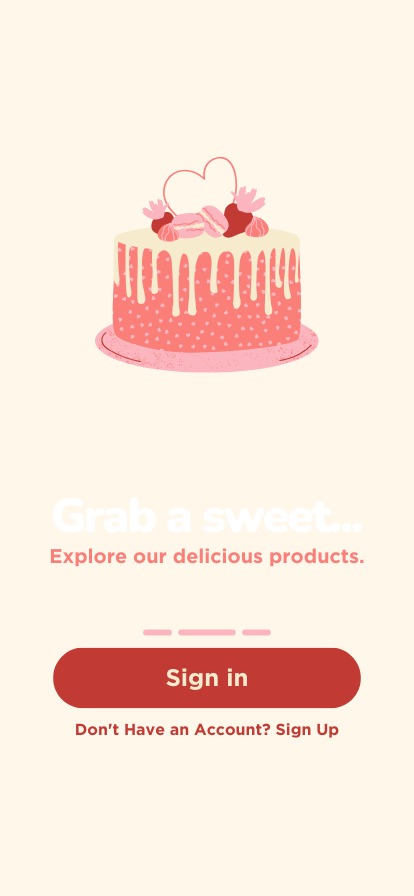 Grab a sweet...
Explore our delicious products.
Sign in
Don't Have an Account? Sign Up